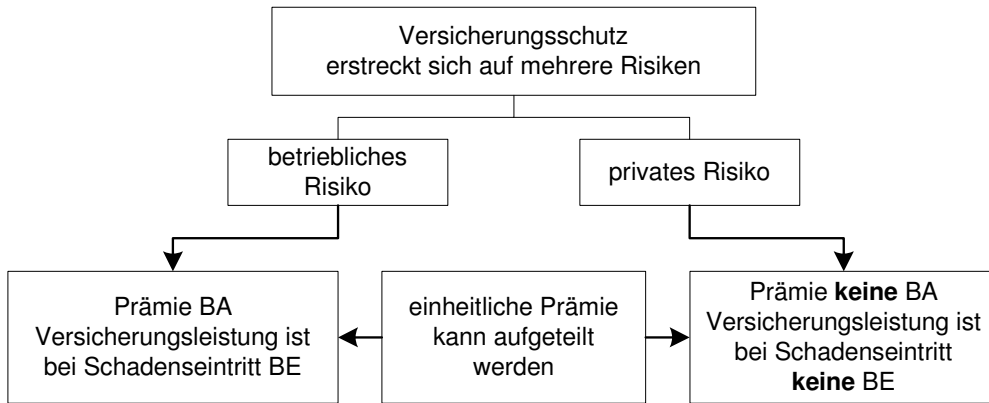 Versicherungsschutz
erstreckt sich auf mehrere Risiken
betriebliches
Risiko
privates Risiko
Prämie BA
Versicherungsleistung ist
bei Schadenseintritt BE
einheitliche Prämie
kann aufgeteilt
werden
Prämie keine BA
Versicherungsleistung ist
bei Schadenseintritt
keine BE